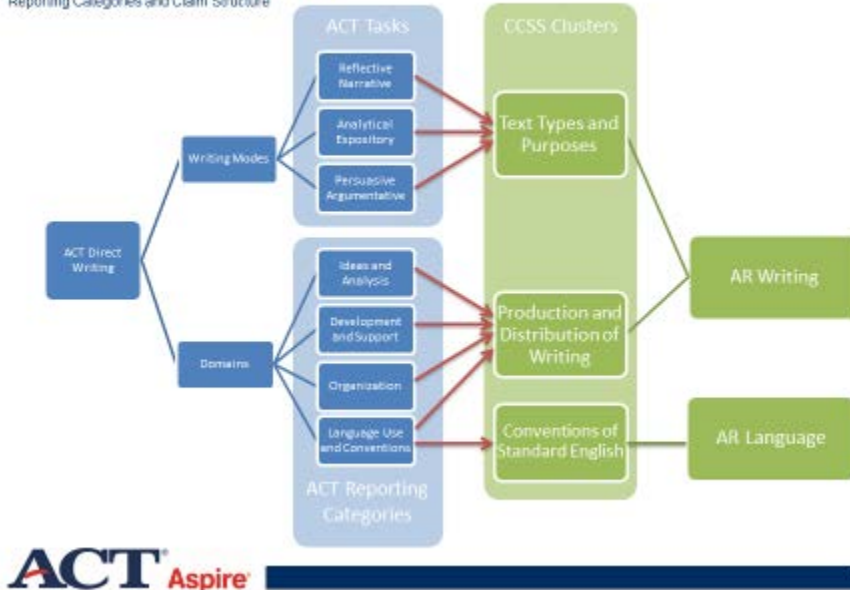 Reporting Categories and Claim Structure
ACT Tasks
CCSS Clusters
Reflective
Narrative
Analytical
Expository
Persuasive
Argumentative
Writing Modes
Text Types and
Purposes
ACT Direct
Writing
AR Writing
Ideas and
Analysis
Development
and Support
Organization
Language Use
and Conventions
Domains
Production and
Distribution of
Writing
Conventions of
Standard English
AR Language
ACT Reporting
Categories
ACT® Aspire®